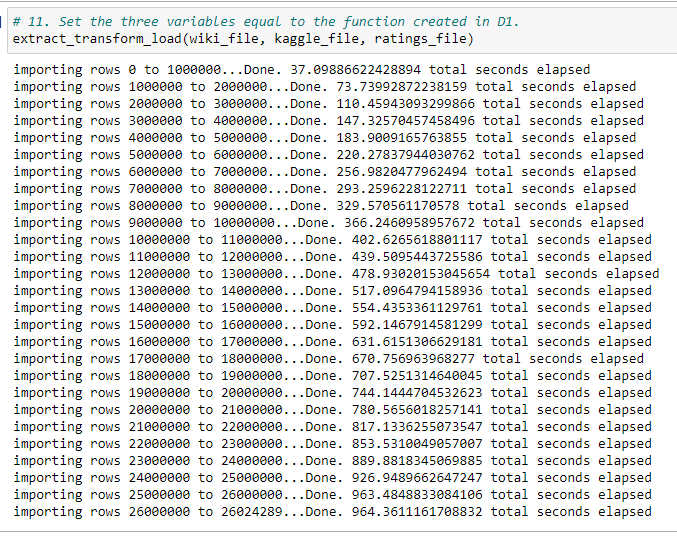 # 11. Set the three variables equal to the function created in D1.
extract_transform_load(wiki_file, kaggle_file, ratings_file)
importing rows 0 to 1000000...Done. 37.09886622428894 total seconds elapsed
importing rows 1000000 to 2000000...Done. 73.73992872238159 total seconds elapsed
importing rows 2000000 to 3000000...Done. 110.45943093299866 total seconds elapsed
importing rows 3000000 to 4000000...Done. 147.32570457458496 total seconds elapsed
importing rows 4000000 to 5000000...Done. 183.9009165763855 total seconds elapsed
importing rows 5000000 to 6000000...Done. 220.27837944030762 total seconds elapsed
importing rows 6000000 to 7000000...Done. 256.9820477962494 total seconds elapsed
importing rows 7000000 to 8000000...Done. 293.2596228122711 total seconds elapsed
importing rows 8000000 to 9000000...Done. 329.570561170578 total seconds elapsed
importing rows 9000000 to 10000000...Done. 366.2460958957672 total seconds elapsed
importing rows 10000000 to 11000000...Done. 402.6265618801117 total seconds elapsed
importing rows 11000000 to 12000000...Done. 439.5095443725586 total seconds elapsed
importing rows 12000000 to 13000000...Done. 478.93020153045654 total seconds elapsed
importing rows 13000000 to 14000000...Done. 517.0964794158936 total seconds elapsed
importing rows 14000000 to 15000000...Done. 554.4353361129761 total seconds elapsed
importing rows 15000000 to 16000000...Done. 592.1467914581299 total seconds elapsed
importing rows 16000000 to 17000000...Done. 631.6151306629181 total seconds elapsed
importing rows 17000000 to 18000000...Done. 670.756963968277 total seconds elapsed
importing rows 18000000 to 19000000...Done. 707.5251314640045 total seconds elapsed
importing rows 19000000 to 20000000...Done. 744.1444704532623 total seconds elapsed
importing rows 20000000 to 21000000...Done. 780.5656018257141 total seconds elapsed
importing rows 21000000 to 22000000...Done. 817.1336255073547 total seconds elapsed
importing rows 22000000 to 23000000...Done. 853.5310049057007 total seconds elapsed
importing rows 23000000 to 24000000...Done. 889.8818345069885 total seconds elapsed
importing rows 24000000 to 25000000...Done. 926.9489662647247 total seconds elapsed
importing rows 25000000 to 26000000...Done. 963.4848833084106 total seconds elapsed
importing rows 26000000 to 26024289...Done. 964.3611161708832 total seconds elapsed